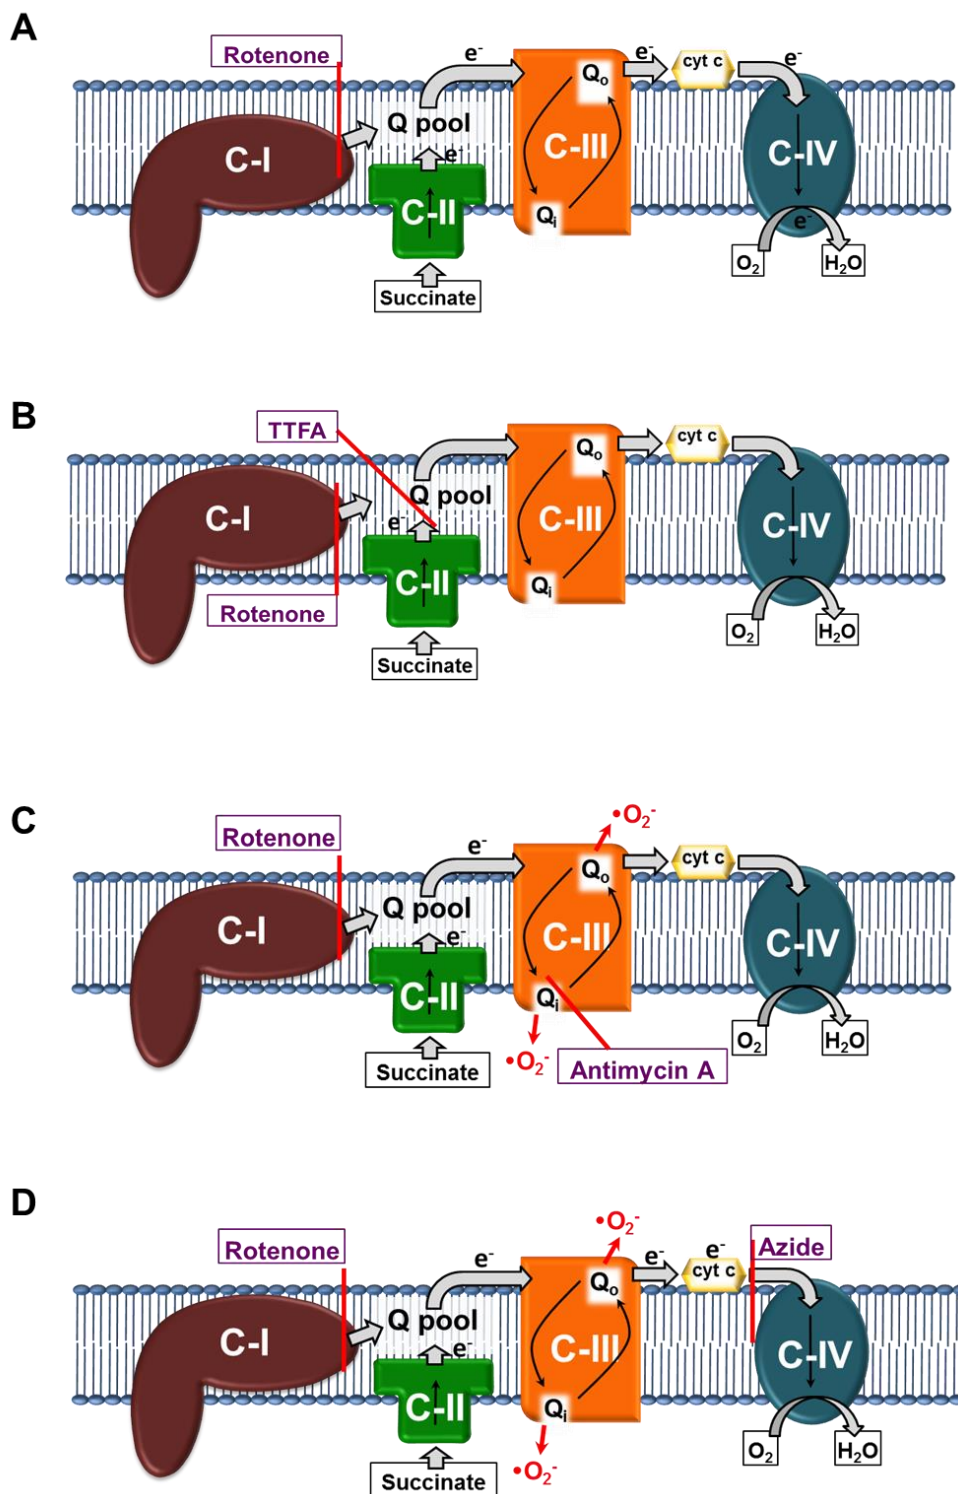 A
Rotenone
e⁻
e⁻
cyt c
e⁻
Qₒ
Q pool
C-I
e⁻
C-III
C-IV
C-II
Qᵢ
e⁻
Succinate
O₂
H₂O
B
TTFA
cyt c
Qₒ
Q pool
C-I
e⁻
C-III
C-IV
C-II
Qᵢ
Rotenone
O₂
H₂O
Succinate
C
•O₂⁻
Rotenone
e⁻
cyt c
Qₒ
Q pool
C-I
e⁻
C-III
C-IV
C-II
Qᵢ
O₂
H₂O
•O₂⁻
Antimycin A
Succinate
D
•O₂⁻
Rotenone
e⁻
e⁻
e⁻
Azide
cyt c
Qₒ
Q pool
C-I
e⁻
C-III
C-IV
C-II
Qᵢ
O₂
H₂O
•O₂⁻
Succinate